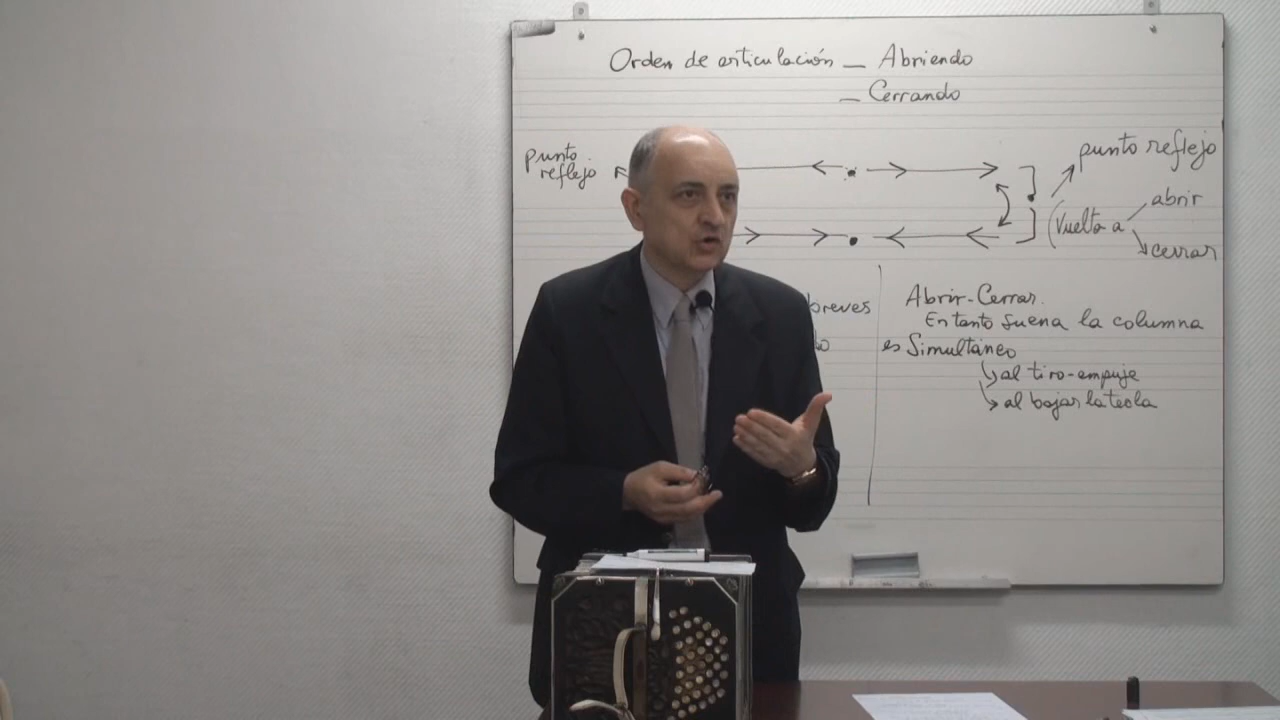 Orden de articulación — Abriendo
— Cerrando
punto reflejo
punto
reflejo
(Vuelta a abrir
cerrar
breves
Abrir-Cerrar.
En tanto suena la columna
es Simultáneo
al tiro-empuje
al bajar la tecla